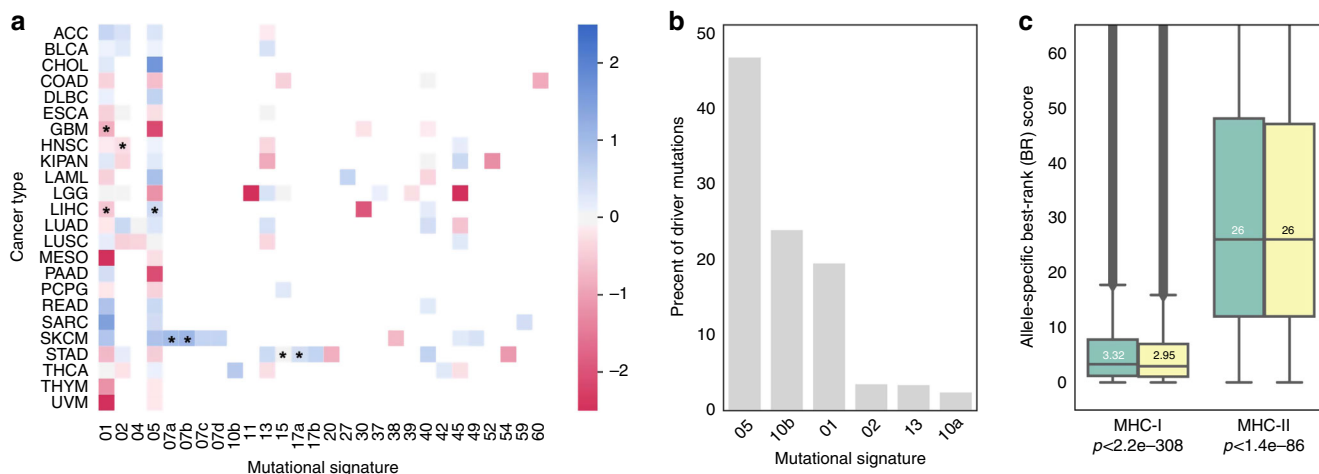 a
ACC
BLCA
CHOL
COAD
DLBC
ESCA
GBM
HNSC
KIPAN
LAML
LGG
LIHC
LUAD
LUSC
MESO
PAAD
PCPG
READ
SARC
SKCM
STAD
THCA
THYM
UVM
Cancer type
* * * * * * * *
01 02 04 05 07a 07b 07c 07d 10b 11 13 15 17a 17b 20 27 30 37 38 39 40 42 45 49 52 54 59 60
Mutational signature
2
1
0
–1
–2
b
50
40
30
20
10
0
Precent of driver mutations
05 10b 01 02 13 10a
Mutational signature
c
60
50
40
30
20
10
0
Allele-specific best-rank (BR) score
3.32 2.95 26 26
MHC-I MHC-II
p<2.2e–308 p<1.4e–86